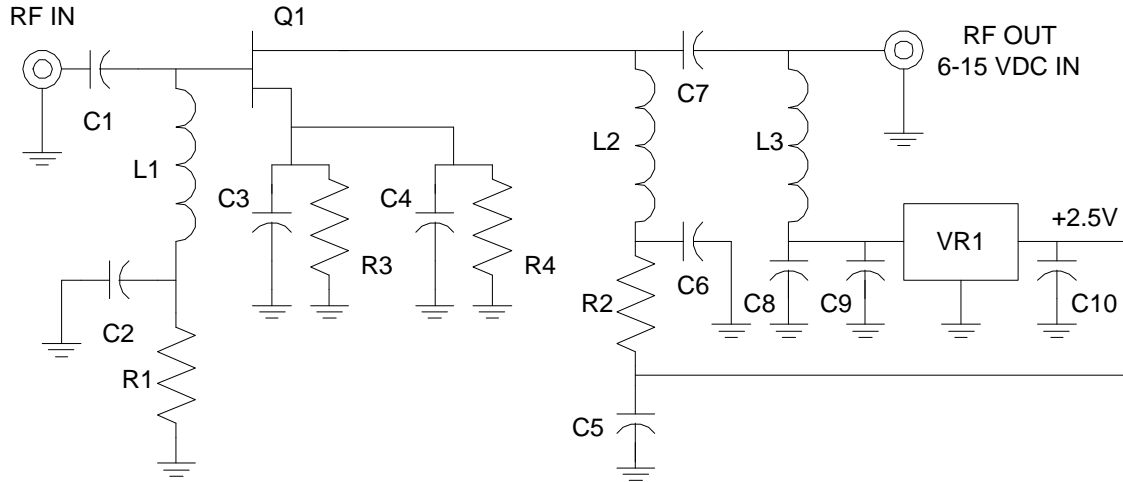 RF IN
Q1
RF OUT
6-15 VDC IN
C1
C7
L1
L2
L3
C3
C4
+2.5V
VR1
R3
R4
C6
R2
C8
C9
C10
C2
R1
C5